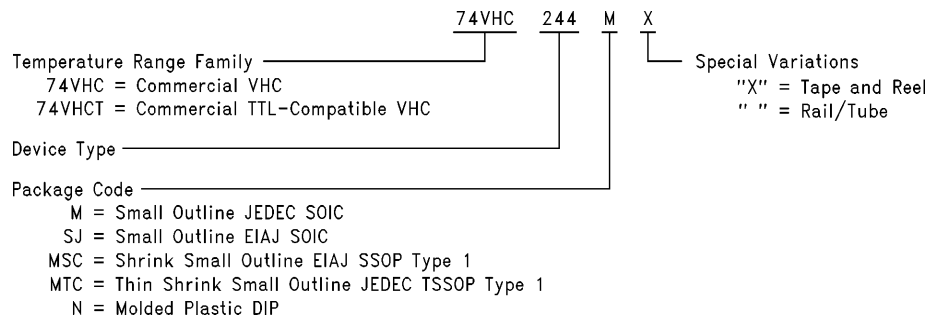 74VHC 244 M X
Temperature Range Family
74VHC = Commercial VHC
74VHCT = Commercial TTL-Compatible VHC
Special Variations
"X" = Tape and Reel
" " = Rail/Tube
Device Type
Package Code
M = Small Outline JEDEC SOIC
SJ = Small Outline EIAJ SOIC
MSC = Shrink Small Outline EIAJ SSOP Type 1
MTC = Thin Shrink Small Outline JEDEC TSSOP Type 1
N = Molded Plastic DIP